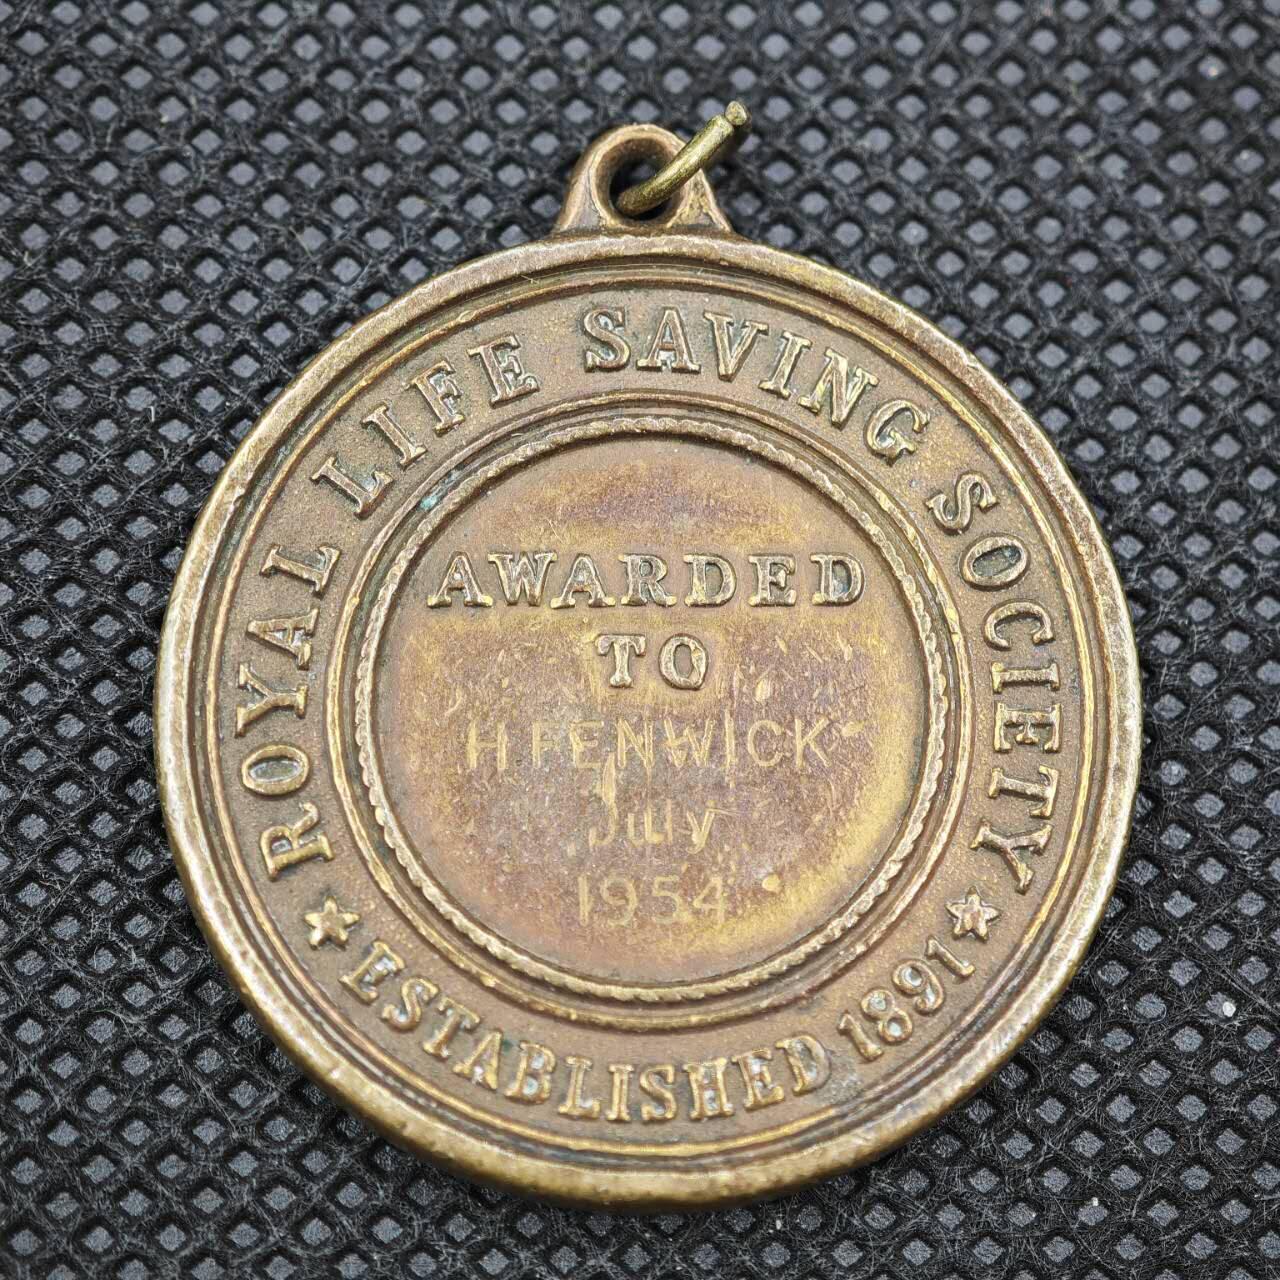 ROYAL LIFE SAVING SOCIETY
AWARDED
TO
H FENWICK
July
1954
★ ESTABLISHED 1891 ★